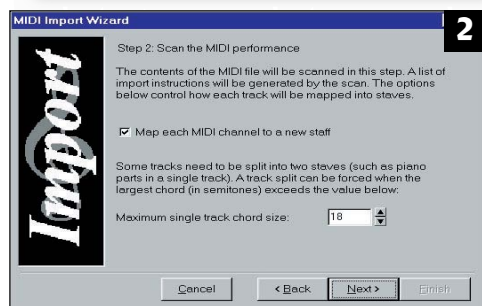 MIDI Import Wizard
2
Import
Step 2: Scan the MIDI performance
The contents of the MIDI file will be scanned in this step. A list of
import instructions will be generated by the scan. The options
below control how each track will be mapped into staves.
Map each MIDI channel to a new staff
Some tracks need to be split into two staves (such as piano
parts in a single track). A track split can be forced when the
largest chord (in semitones) exceeds the value below:
Maximum single track chord size: 18
Cancel < Back Next > Finish